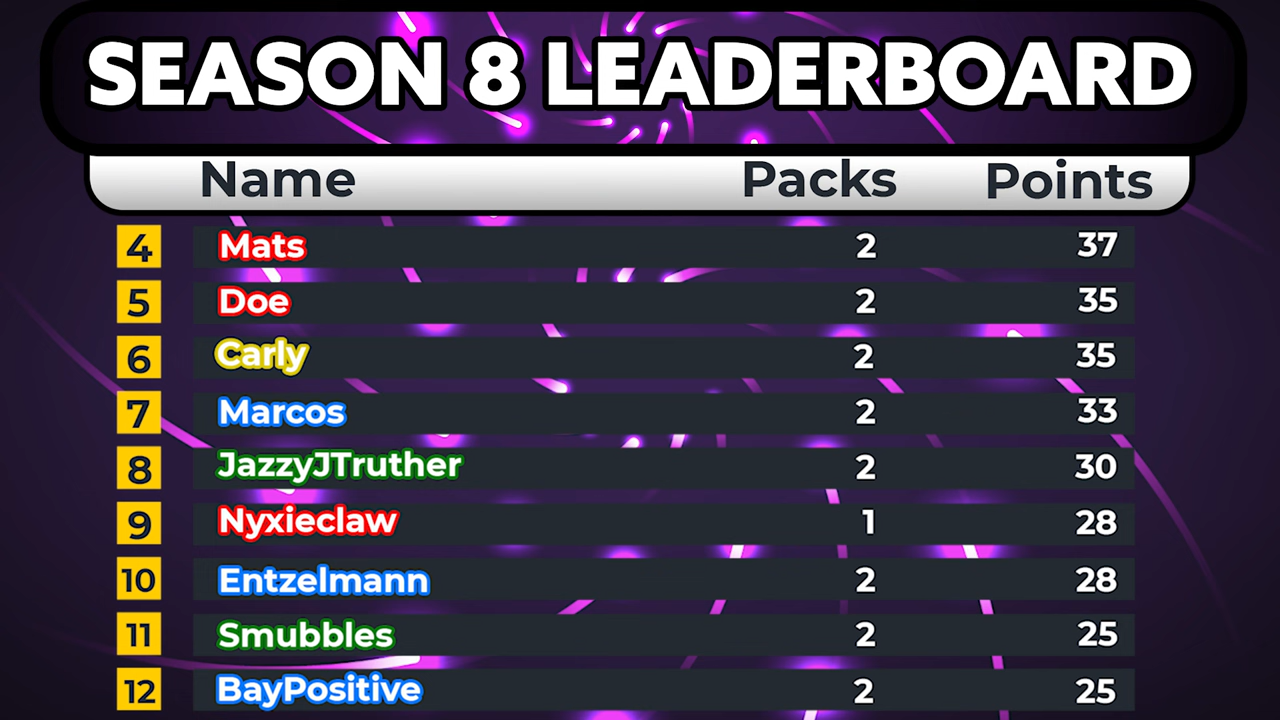 SEASON 8 LEADERBOARD
Name Packs Points
4 Mats 2 37
5 Doe 2 35
6 Carly 2 35
7 Marcos 2 33
8 JazzyJTruther 2 30
9 Nyxieclaw 1 28
10 Entzelmann 2 28
11 Smubbles 2 25
12 BayPositive 2 25